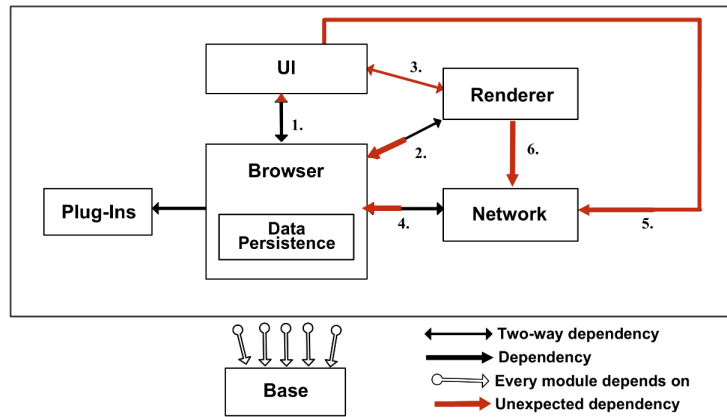 UI
3.
Renderer
1.
2.
6.
Browser
Plug-Ins
Data
Persistence
4.
Network
5.
Two-way dependency
Dependency
Every module depends on
Unexpected dependency
Base